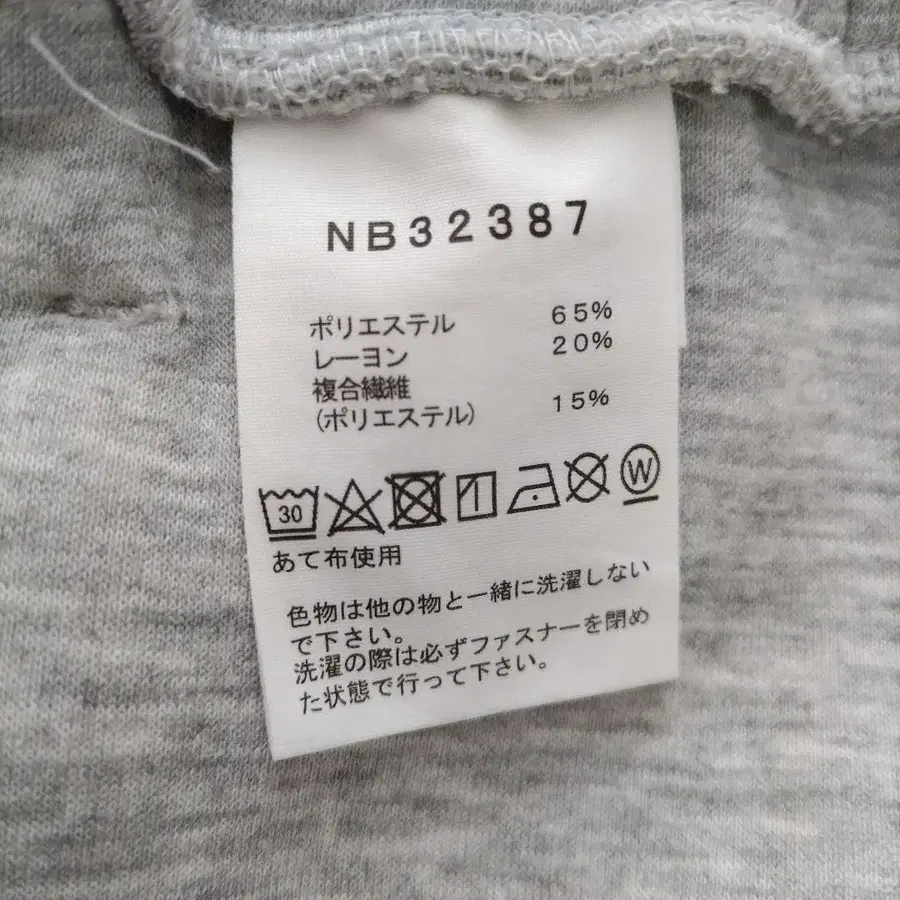 NB32387
ポリエステル 65%
レーヨン 20%
複合繊維
(ポリエステル) 15%
30 W
あて布使用
色物は他の物と一緒に洗濯しない
で下さい。
洗濯の際は必ずファスナーを閉め
た状態で行って下さい。